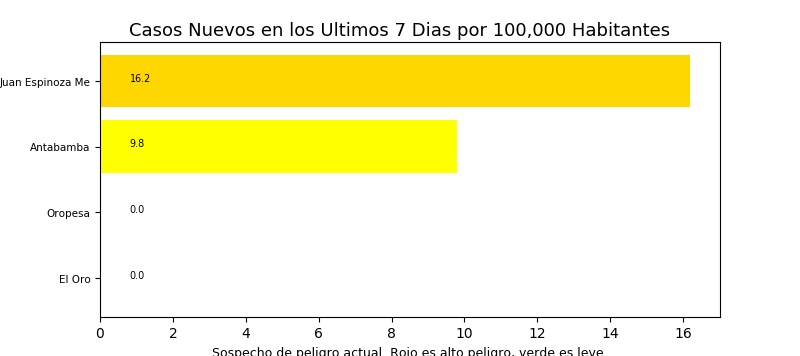 Casos Nuevos en los Ultimos 7 Dias por 100,000 Habitantes
Juan Espinoza Me
16.2
Antabamba
9.8
Oropesa
0.0
El Oro
0.0
0 2 4 6 8 10 12 14 16
Sospecho de peligro actual. Rojo es alto peligro, verde es leve